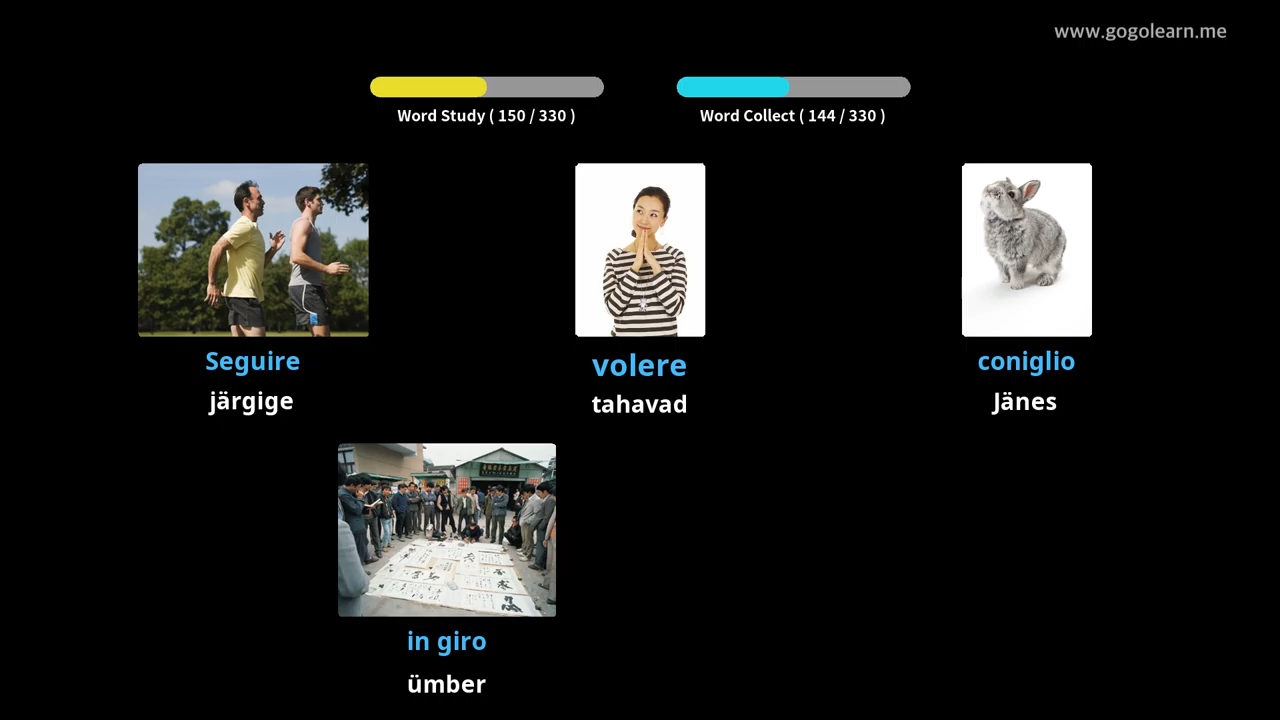 www.gogolearn.me
Word Study ( 150 / 330 )
Word Collect ( 144 / 330 )
Seguire
volere
coniglio
järgige
tahavad
Jänes
in giro
ümber